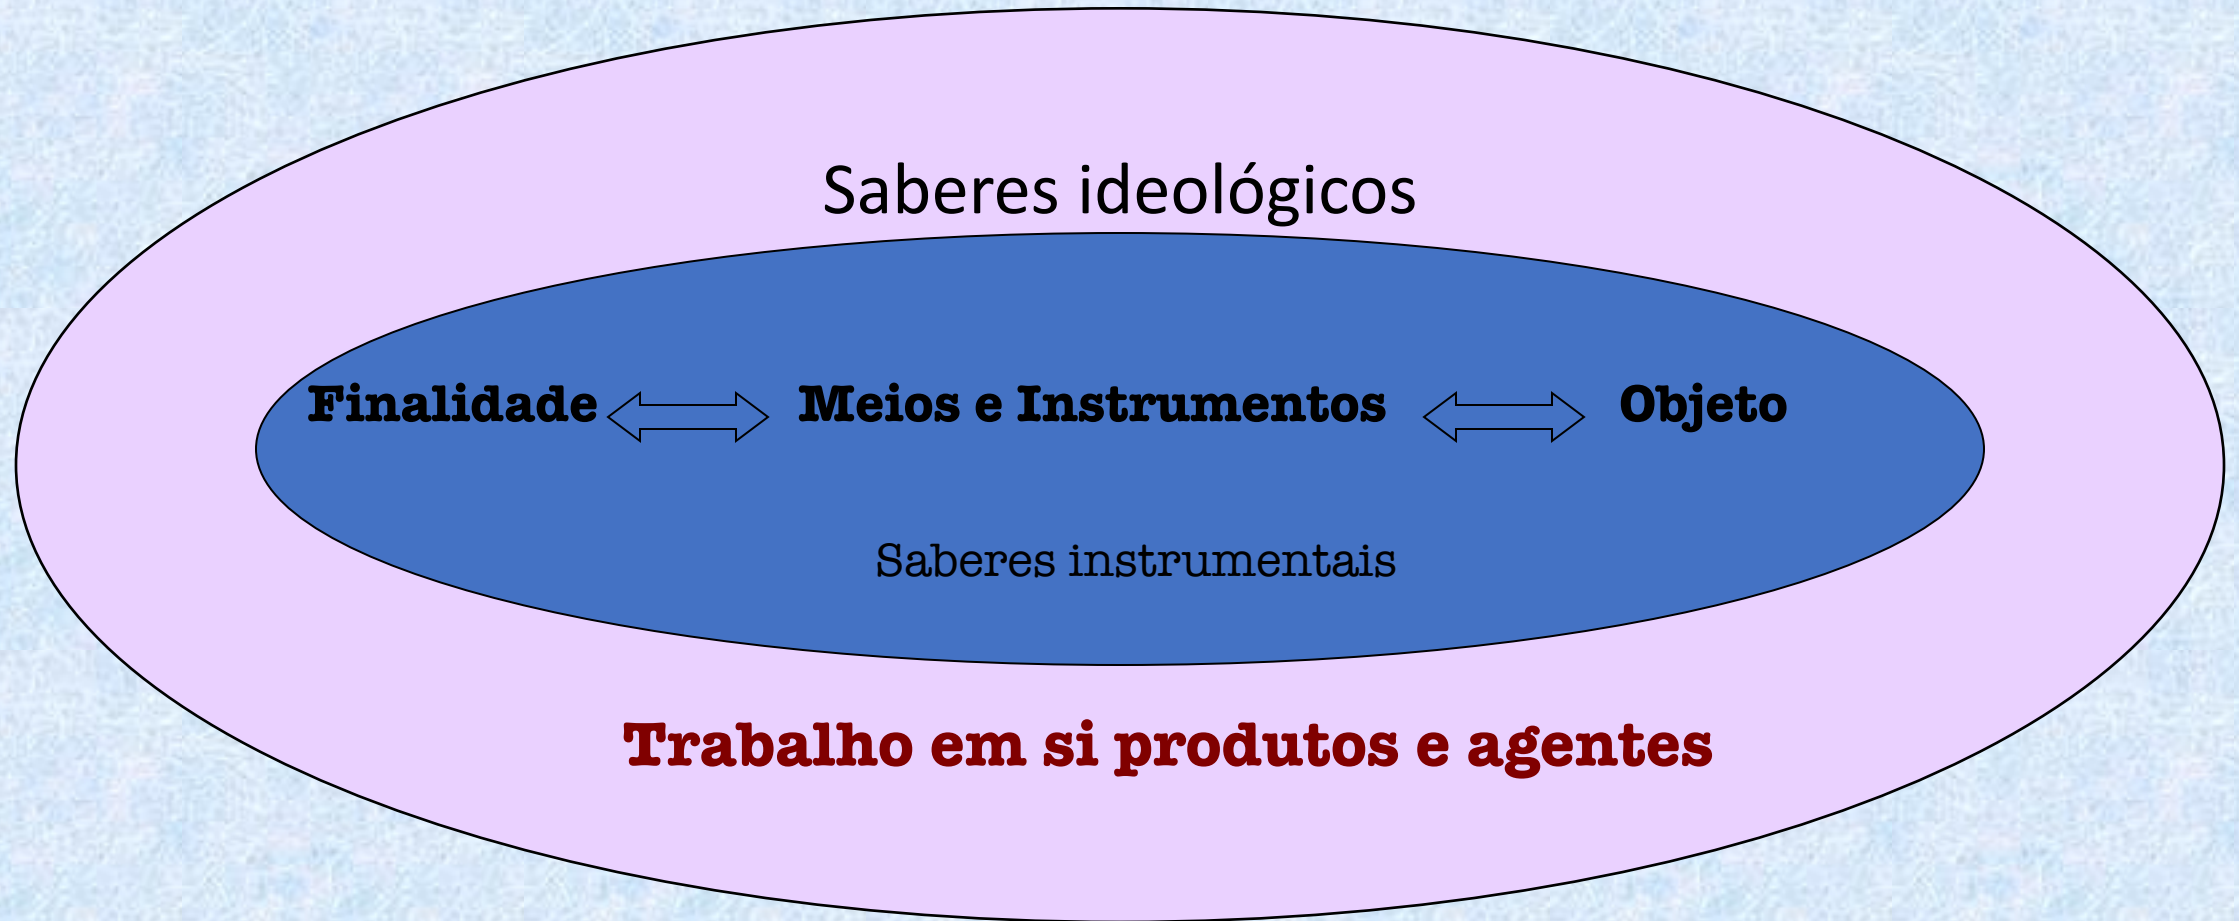 Saberes ideológicos
Finalidade Meios e Instrumentos Objeto
Saberes instrumentais
Trabalho em si produtos e agentes